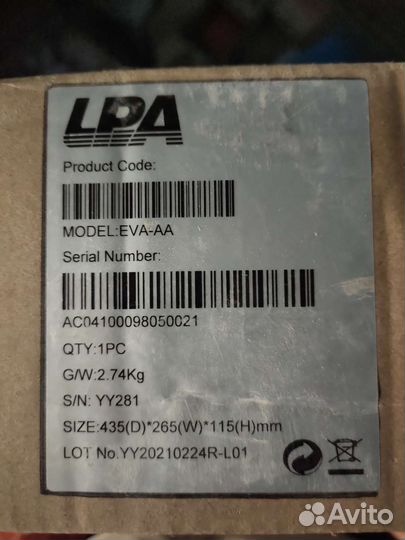 LPA
Product Code:
MODEL:EVA-AA
Serial Number:
AC04100098050021
QTY:1PC
G/W:2.74Kg
S/N: YY281
SIZE:435(D)*265(W)*115(H)mm
LOT No.YY20210224R-L01
Avito